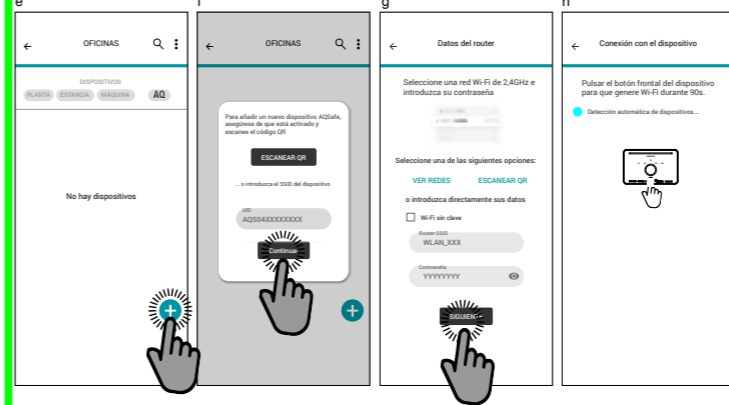 e
OFICINAS
DISPOSITIVOS
PLANTA ESTANCIA MÁQUINA AQ
No hay dispositivos
f
OFICINAS
Para añadir un nuevo dispositivo AQSafe,
asegúrese de que está activado y
escanee el código QR
ESCANEAR QR
... o introduzca el SSID del dispositivo
UID
AQS04XXXXXXXX
Continuar
g
Datos del router
Seleccione una red Wi-Fi de 2,4GHz e
introduzca su contraseña
Seleccione una de las siguientes opciones:
VER REDES ESCANEAR QR
o introduzca directamente sus datos
Wi-Fi sin clave
Router SSID
WLAN_XXX
Contraseña
YYYYYYYY
SIGUIENTE
h
Conexión con el dispositivo
Pulsar el botón frontal del dispositivo
para que genere Wi-Fi durante 90s.
Detección automática de dispositivos...